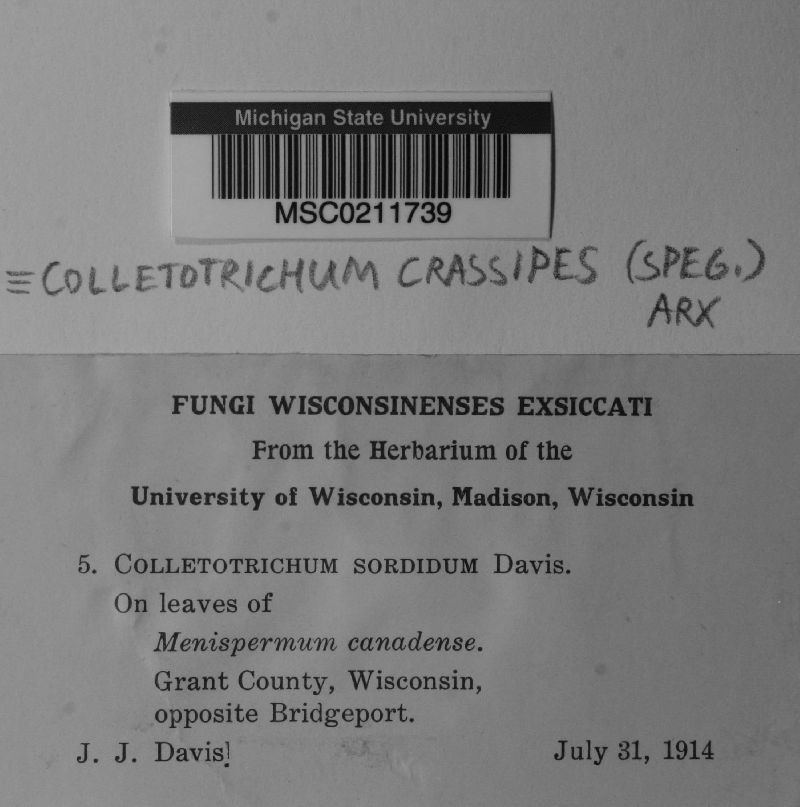 Michigan State University
MSC0211739
≡COLLETOTRICHUM CRASSIPES (SPEG.)
ARX
FUNGI WISCONSINENSES EXSICCATI
From the Herbarium of the
University of Wisconsin, Madison, Wisconsin
5. COLLETOTRICHUM SORDIDUM Davis.
On leaves of
Menispermum canadense.
Grant County, Wisconsin,
opposite Bridgeport.
J. J. Davis! July 31, 1914